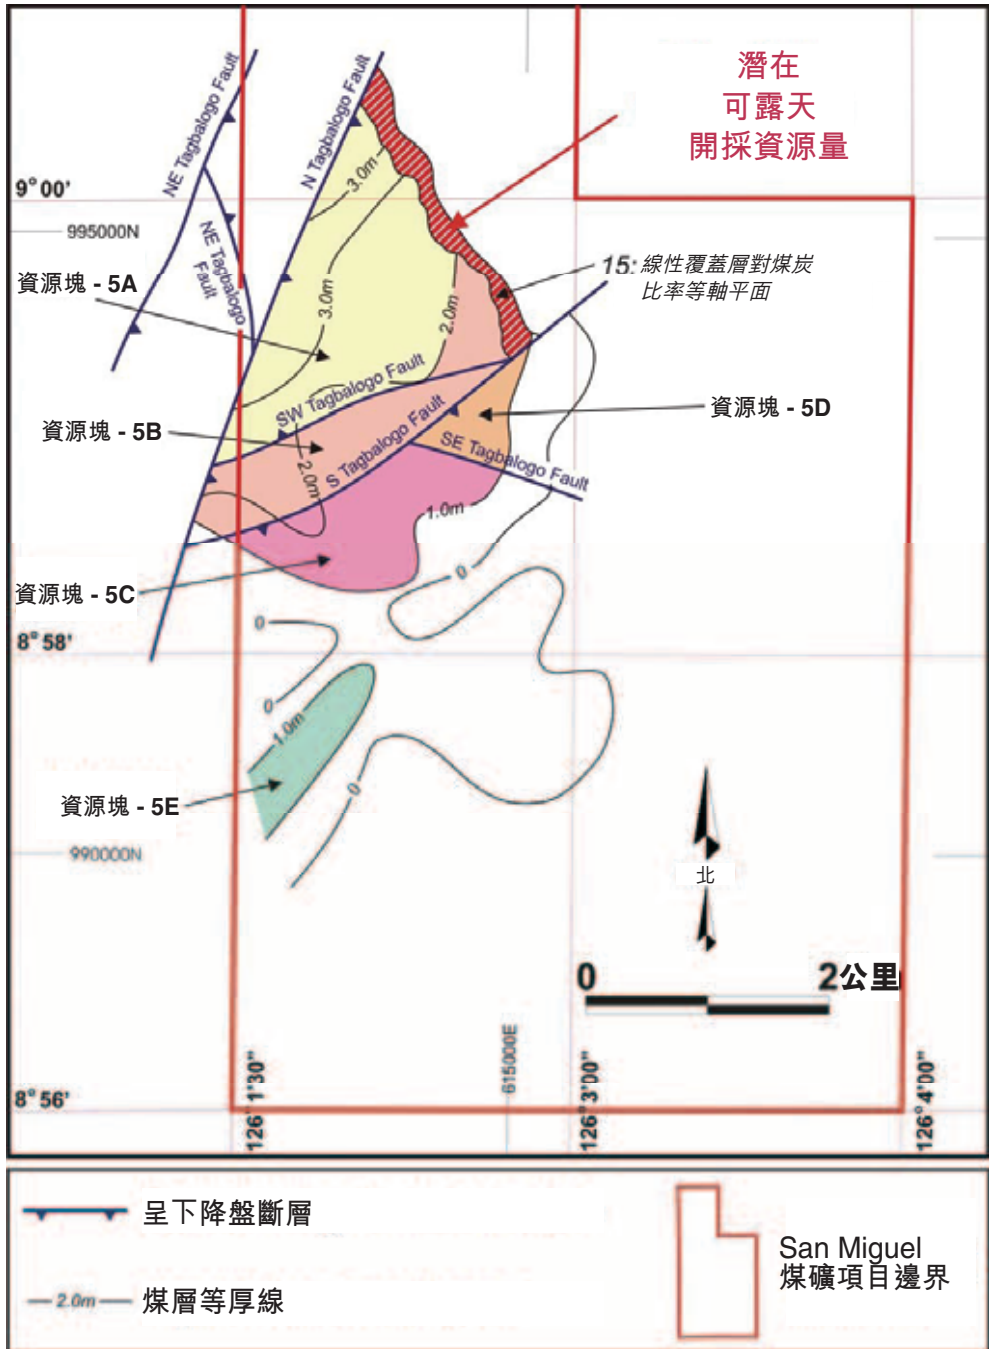 潛在
可露天
開採資源量
NE Tagbalogo Fault
N Tagbalogo Fault
9° 00'
995000N
NE Tagbalogo
Fault
3.0m
15: 線性覆蓋層對煤炭
比率等軸平面
資源塊 - 5A
3.0m
2.0m
SW Tagbalogo Fault
資源塊 - 5D
資源塊 - 5B
S Tagbalogo Fault
SE Tagbalogo Fault
2.0m
1.0m
資源塊 - 5C
0
0
8° 58'
0
1.0m
資源塊 - 5E
0
990000N
北
0
2公里
615000E
8° 56'
126° 1'30"
126° 3'00"
126° 4'00"
呈下降盤斷層
2.0m
煤層等厚線
San Miguel
煤礦項目邊界